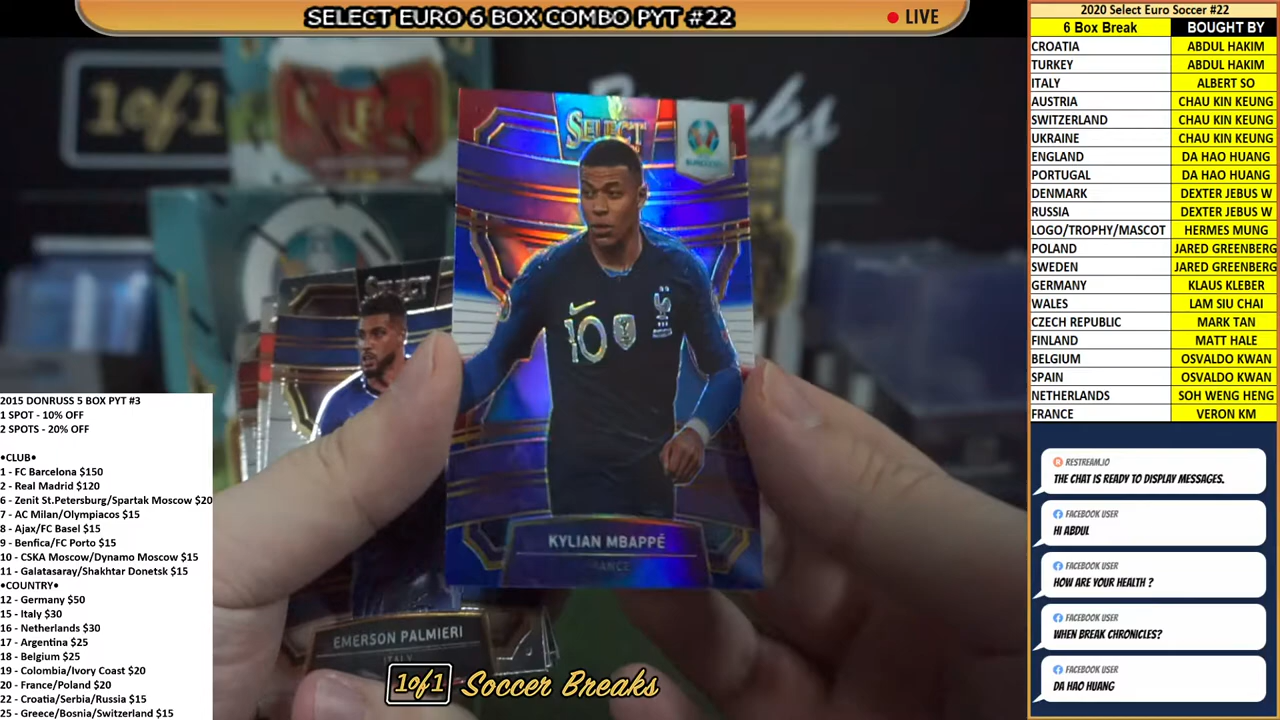 SELECT EURO 6 BOX COMBO PYT #22
LIVE
2020 Select Euro Soccer #22
6 Box Break BOUGHT BY
CROATIA ABDUL HAKIM
TURKEY ABDUL HAKIM
ITALY ALBERT SO
AUSTRIA CHAU KIN KEUNG
SWITZERLAND CHAU KIN KEUNG
UKRAINE CHAU KIN KEUNG
ENGLAND DA HAO HUANG
PORTUGAL DA HAO HUANG
DENMARK DEXTER JEBUS W
RUSSIA DEXTER JEBUS W
LOGO/TROPHY/MASCOT HERMES MUNG
POLAND JARED GREENBERG
SWEDEN JARED GREENBERG
GERMANY KLAUS KLEBER
WALES LAM SIU CHAI
CZECH REPUBLIC MARK TAN
FINLAND MATT HALE
BELGIUM OSVALDO KWAN
SPAIN OSVALDO KWAN
NETHERLANDS SOH WENG HENG
FRANCE VERON KM
1of1
SELECT
SELECT
SELECT
10
KYLIAN MBAPPÉ
FRANCE
EMERSON PALMIERI
ITALY
2015 DONRUSS 5 BOX PYT #3
1 SPOT - 10% OFF
2 SPOTS - 20% OFF
•CLUB•
1 - FC Barcelona $150
2 - Real Madrid $120
6 - Zenit St.Petersburg/Spartak Moscow $20
7 - AC Milan/Olympiacos $15
8 - Ajax/FC Basel $15
9 - Benfica/FC Porto $15
10 - CSKA Moscow/Dynamo Moscow $15
11 - Galatasaray/Shakhtar Donetsk $15
•COUNTRY•
12 - Germany $50
15 - Italy $30
16 - Netherlands $30
17 - Argentina $25
18 - Belgium $25
19 - Colombia/Ivory Coast $20
20 - France/Poland $20
22 - Croatia/Serbia/Russia $15
25 - Greece/Bosnia/Switzerland $15
RESTREAM.IO
THE CHAT IS READY TO DISPLAY MESSAGES.
FACEBOOK USER
HI ABDUL
FACEBOOK USER
HOW ARE YOUR HEALTH ?
FACEBOOK USER
WHEN BREAK CHRONICLES?
FACEBOOK USER
DA HAO HUANG
1of1 Soccer Breaks